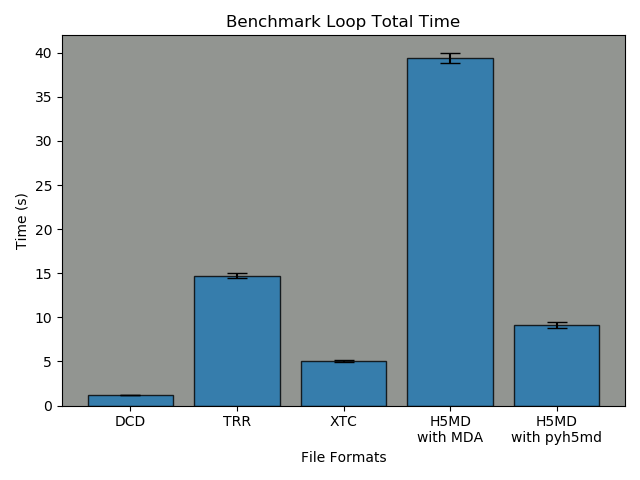 Benchmark Loop Total Time
Time (s)
40
35
30
25
20
15
10
5
0
DCD
TRR
XTC
H5MD
with MDA
H5MD
with pyh5md
File Formats